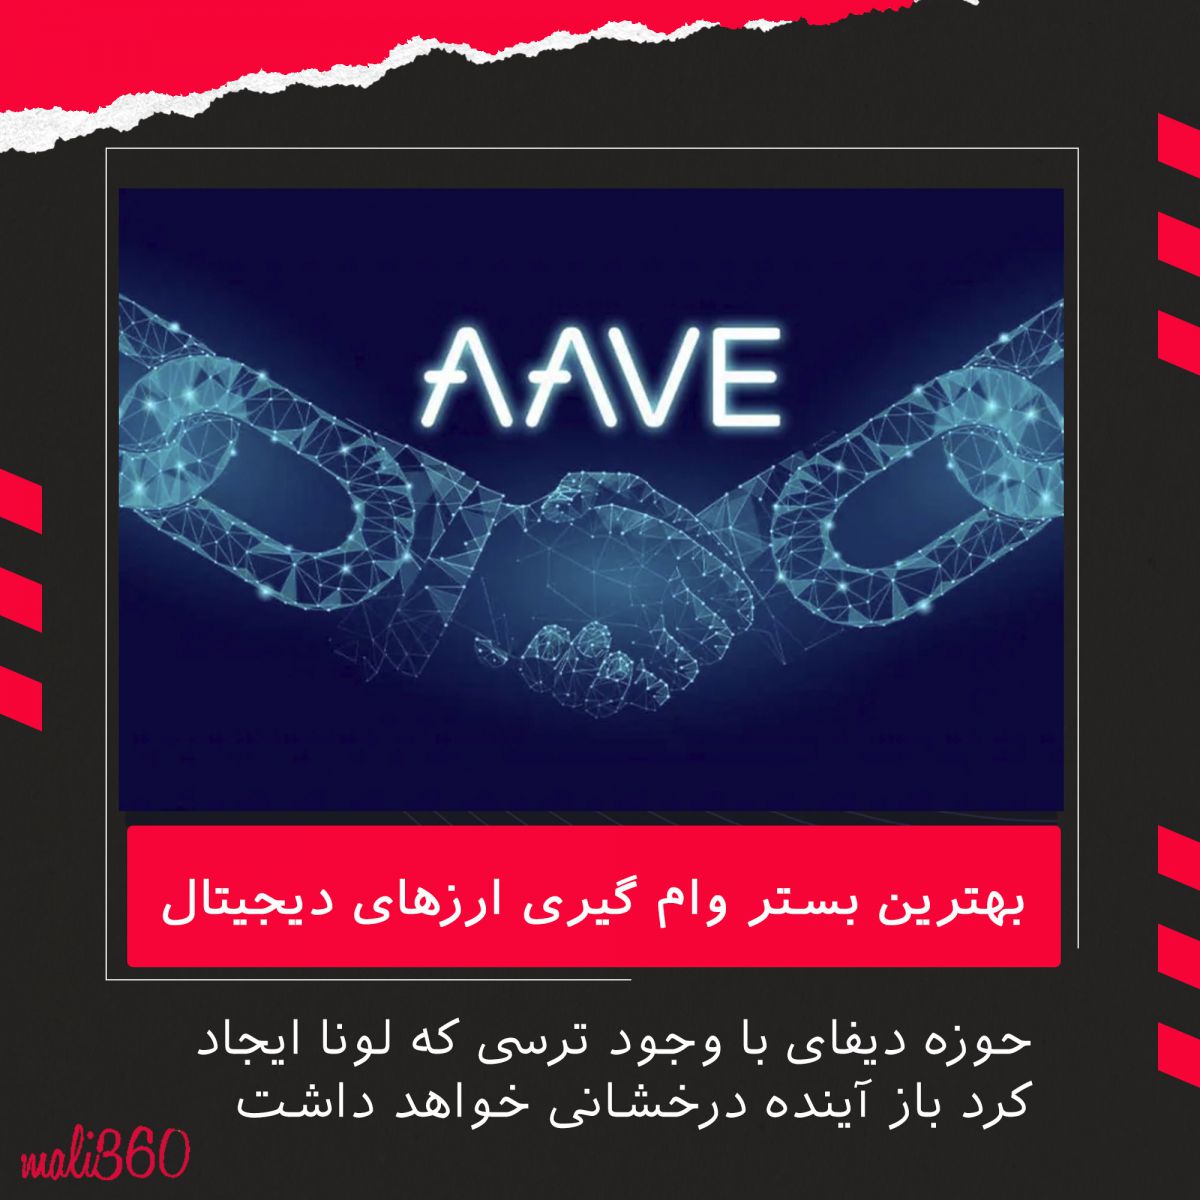 AAVE
بهترین بستر وام گیری ارزهای دیجیتال
حوزه دیفای با وجود ترسی که لونا ایجاد
کرد باز آینده درخشانی خواهد داشت
mali360